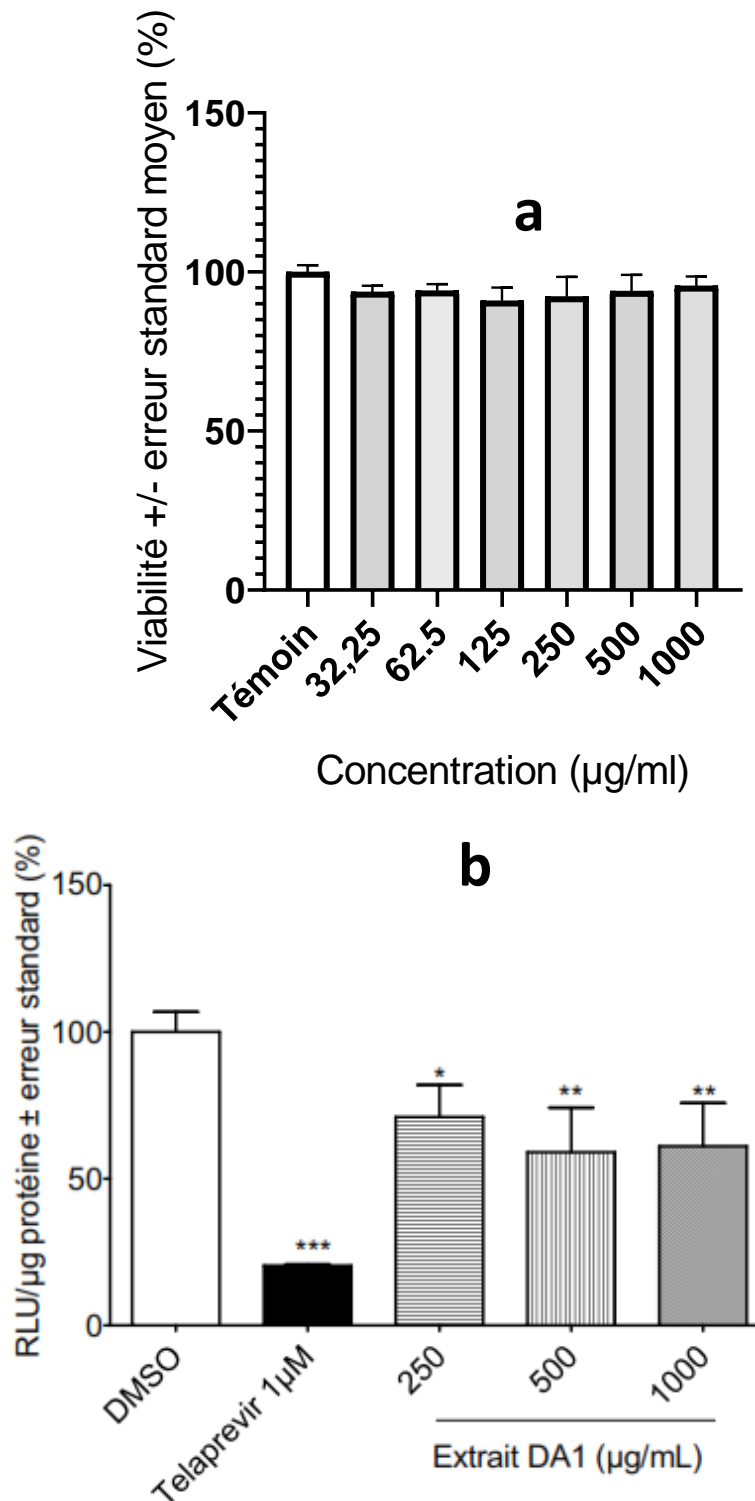 Viabilité +/- erreur standard moyen (%)
150
100
50
0
a
Témoin
32,25
62.5
125
250
500
1000
Concentration (µg/ml)
RLU/µg protéine ± erreur standard (%)
150
100
50
0
b
***
*
**
**
DMSO
Telaprevir 1µM
250
500
1000
Extrait DA1 (µg/mL)